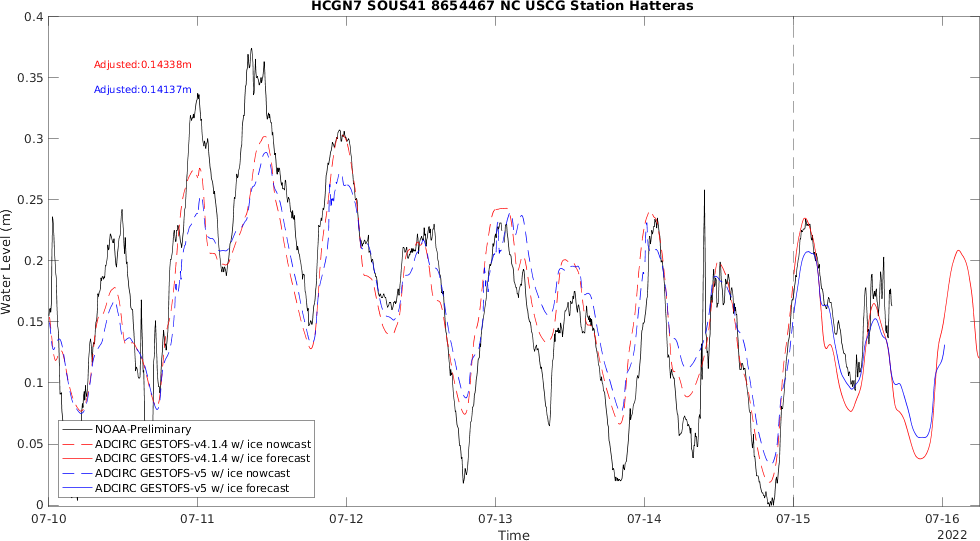 HCGN7 SOUS41 8654467 NC USCG Station Hatteras
0.4
0.35
0.3
0.25
0.2
0.15
0.1
0.05
0
Water Level (m)
Adjusted:0.14338m
Adjusted:0.14137m
NOAA-Preliminary
ADCIRC GESTOFS-v4.1.4 w/ ice nowcast
ADCIRC GESTOFS-v4.1.4 w/ ice forecast
ADCIRC GESTOFS-v5 w/ ice nowcast
ADCIRC GESTOFS-v5 w/ ice forecast
07-10 07-11 07-12 07-13 07-14 07-15 07-16
Time
2022